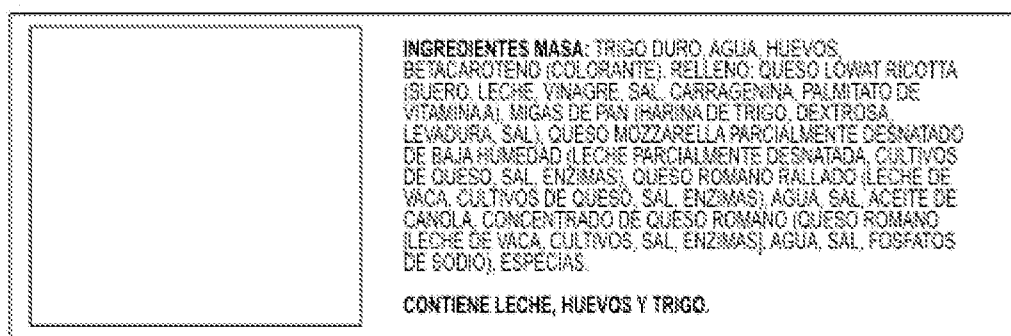 INGREDIENTES MASA: TRIGO DURO, AGUA, HUEVOS,
BETACAROTENO (COLORANTE). RELLENO: QUESO LOWAT RICOTTA
(SUERO, LECHE, VINAGRE, SAL, CARRAGENINA, PALMITATO DE
VITAMINA A), MIGAS DE PAN (HARINA DE TRIGO, DEXTROSA,
LEVADURA, SAL), QUESO MOZZARELLA PARCIALMENTE DESNATADO
DE BAJA HUMEDAD (LECHE PARCIALMENTE DESNATADA, CULTIVOS
DE QUESO, SAL, ENZIMAS), QUESO ROMANO RALLADO (LECHE DE
VACA, CULTIVOS DE QUESO, SAL, ENZIMAS), AGUA, SAL, ACEITE DE
CANOLA, CONCENTRADO DE QUESO ROMANO (QUESO ROMANO
[LECHE DE VACA, CULTIVOS, SAL, ENZIMAS], AGUA, SAL, FOSFATOS
DE SODIO), ESPECIAS.
CONTIENE LECHE, HUEVOS Y TRIGO.